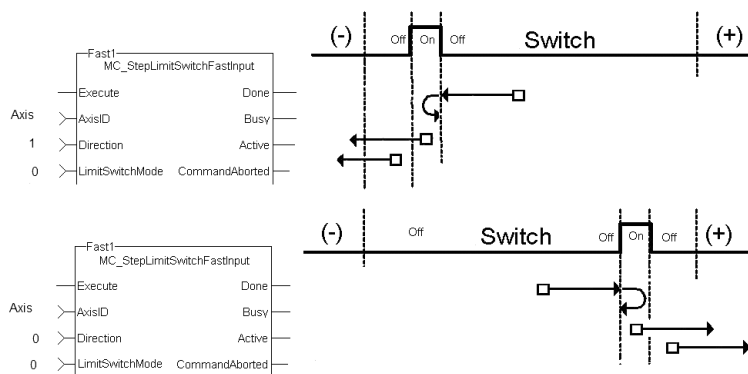 (-) Off On Off Switch (+)
Fast1
MC_StepLimitSwitchFastInput
Execute Done
Axis AxisID Busy
1 Direction Active
0 LimitSwitchMode CommandAborted
(-) Off Switch Off On Off (+)
Fast1
MC_StepLimitSwitchFastInput
Execute Done
Axis AxisID Busy
0 Direction Active
0 LimitSwitchMode CommandAborted